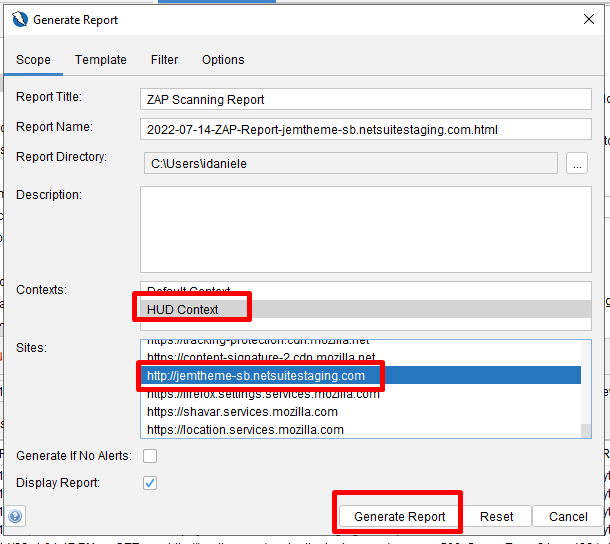 Generate Report
Scope Template Filter Options
Report Title: ZAP Scanning Report
Report Name: 2022-07-14-ZAP-Report-jemtheme-sb.netsuitestaging.com.html
Report Directory: C:\Users\idaniele ...
Description:
Contexts: Default Context
HUD Context
https://tracking-protection.cdn.mozilla.net
Sites: https://content-signature-2.cdn.mozilla.net
http://jemtheme-sb.netsuitestaging.com
https://firefox.settings.services.mozilla.com
https://shavar.services.mozilla.com
https://location.services.mozilla.com
Generate If No Alerts:
Display Report:
Generate Report Reset Cancel